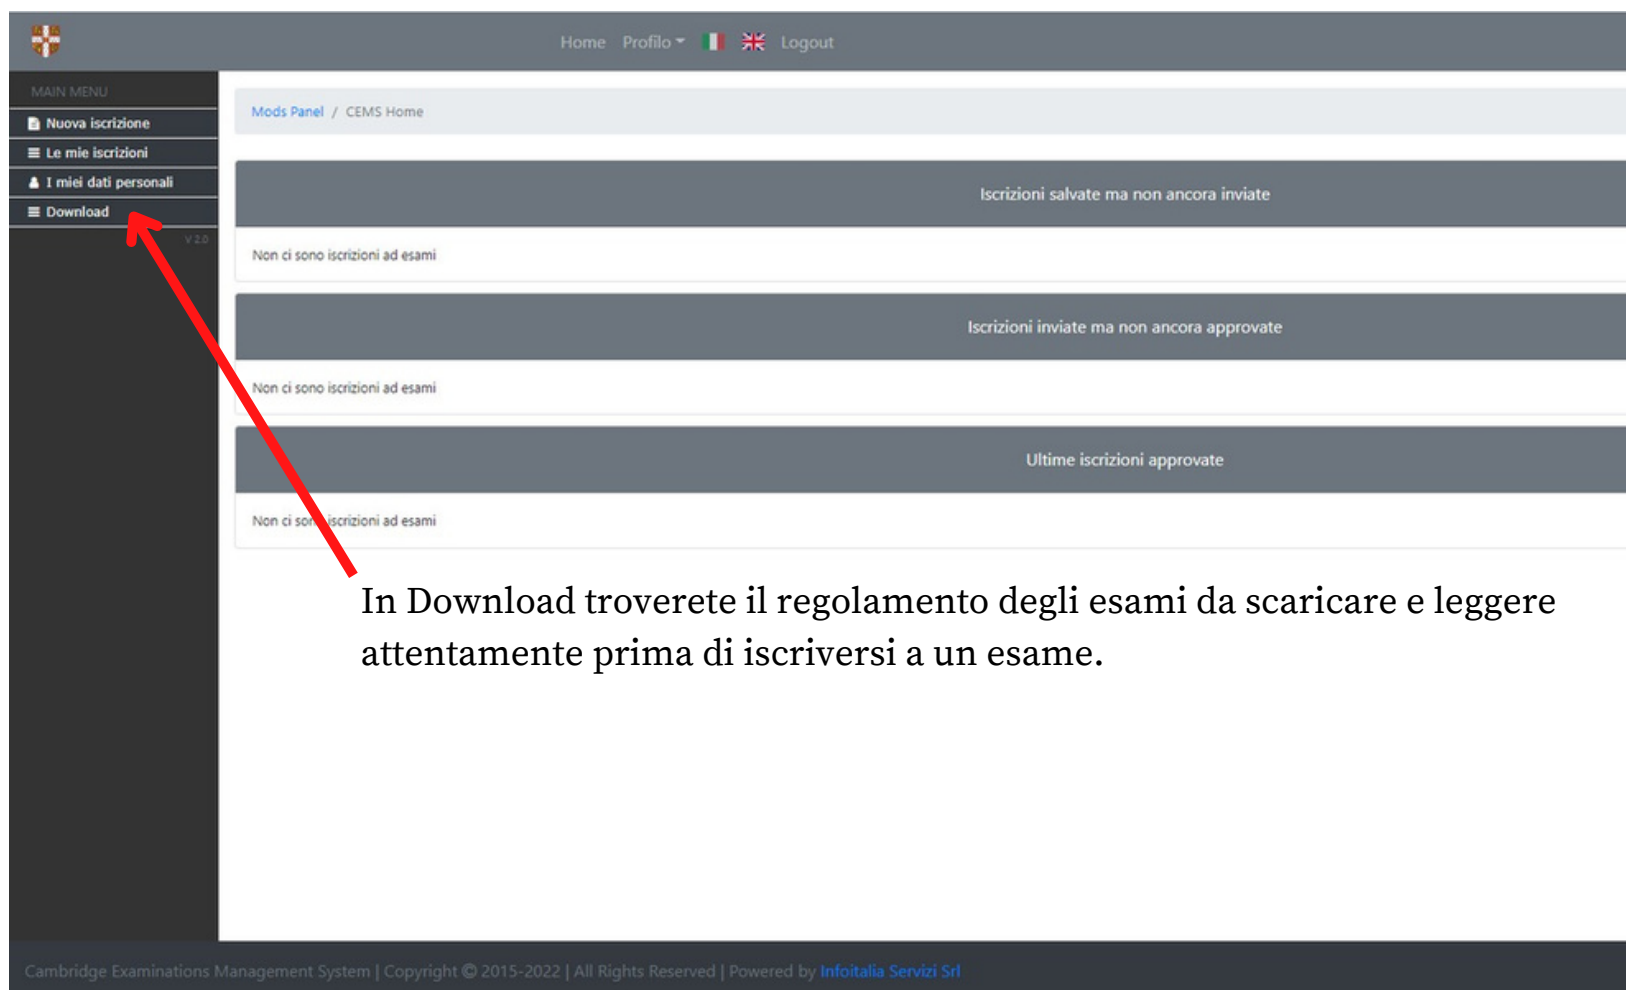 Home Profilo Logout
MAIN MENU
Nuova iscrizione
Le mie iscrizioni
I miei dati personali
Download
V 2.0
Mods Panel / CEMS Home
Iscrizioni salvate ma non ancora inviate
Non ci sono iscrizioni ad esami
Iscrizioni inviate ma non ancora approvate
Non ci sono iscrizioni ad esami
Ultime iscrizioni approvate
Non ci sono iscrizioni ad esami
In Download troverete il regolamento degli esami da scaricare e leggere
attentamente prima di iscriversi a un esame.
Cambridge Examinations Management System | Copyright © 2015-2022 | All Rights Reserved | Powered by Infoitalia Servizi Srl